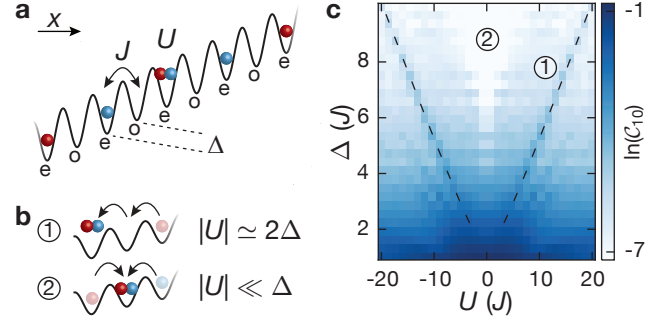 a
x
J
U
e
o
e
o
e
o
e
o
e
Δ
b
① |U| ≃ 2Δ
② |U| ≪ Δ
c
②
①
8
6
4
2
Δ (J)
-20 -10 0 10 20
U (J)
-1
ln(𝒞₁₀)
-7